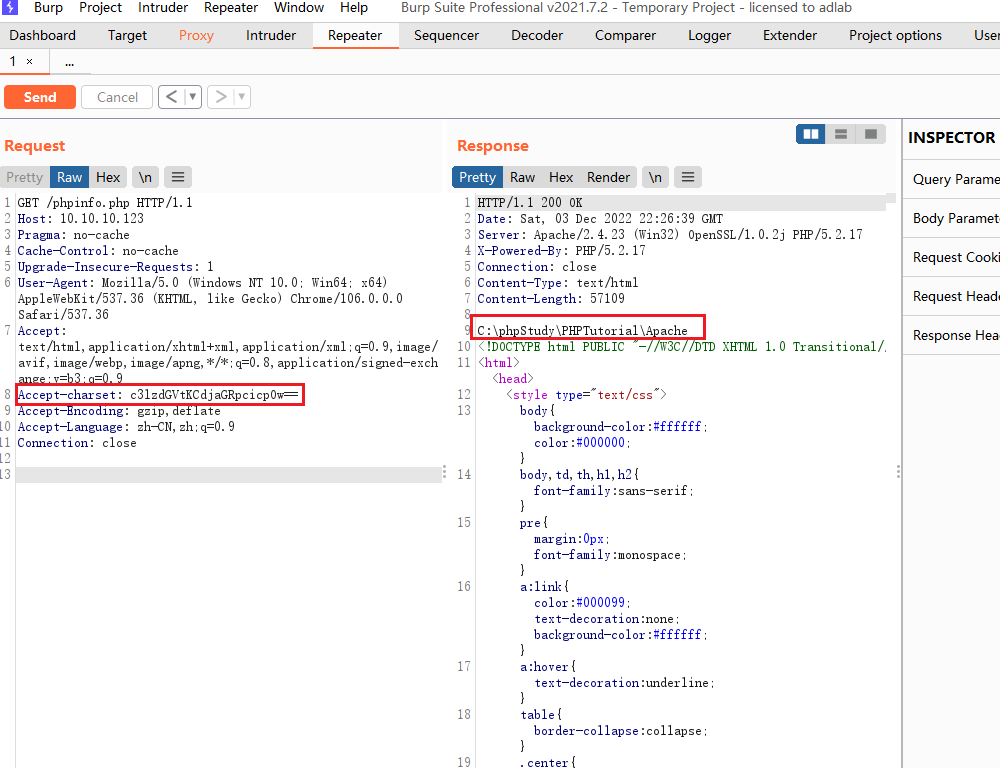 Burp Project Intruder Repeater Window Help Burp Suite Professional v2021.7.2 - Temporary Project - licensed to adlab
Dashboard Target Proxy Intruder Repeater Sequencer Decoder Comparer Logger Extender Project options User
1 × ...
Send Cancel < ▼ > ▼
Request
Pretty Raw Hex \n ≡
1 GET /phpinfo.php HTTP/1.1
2 Host: 10.10.10.123
3 Pragma: no-cache
4 Cache-Control: no-cache
5 Upgrade-Insecure-Requests: 1
6 User-Agent: Mozilla/5.0 (Windows NT 10.0; Win64; x64)
AppleWebKit/537.36 (KHTML, like Gecko) Chrome/106.0.0.0
Safari/537.36
7 Accept:
text/html,application/xhtml+xml,application/xml;q=0.9,image/
avif,image/webp,image/apng,*/*;q=0.8,application/signed-exch
ange;v=b3;q=0.9
8 Accept-charset: c3lzdGVtKCdjaGRpcicpOw==
9 Accept-Encoding: gzip,deflate
10 Accept-Language: zh-CN,zh;q=0.9
11 Connection: close
12
13
Response
Pretty Raw Hex Render \n ≡
1 HTTP/1.1 200 OK
2 Date: Sat, 03 Dec 2022 22:26:39 GMT
3 Server: Apache/2.4.23 (Win32) OpenSSL/1.0.2j PHP/5.2.17
4 X-Powered-By: PHP/5.2.17
5 Connection: close
6 Content-Type: text/html
7 Content-Length: 57109
8
9 C:\phpStudy\PHPTutorial\Apache
10 <!DOCTYPE html PUBLIC "-//W3C//DTD XHTML 1.0 Transitional/
11 <html>
<head>
12 <style type="text/css">
13 body{
background-color:#ffffff;
color:#000000;
}
14 body,td,th,h1,h2{
font-family:sans-serif;
}
15 pre{
margin:0px;
font-family:monospace;
}
16 a:link{
color:#000099;
text-decoration:none;
background-color:#ffffff;
}
17 a:hover{
text-decoration:underline;
}
18 table{
border-collapse:collapse;
}
19 .center{
INSPECTOR
Query Parame
Body Paramet
Request Cooki
Request Heade
Response Hea